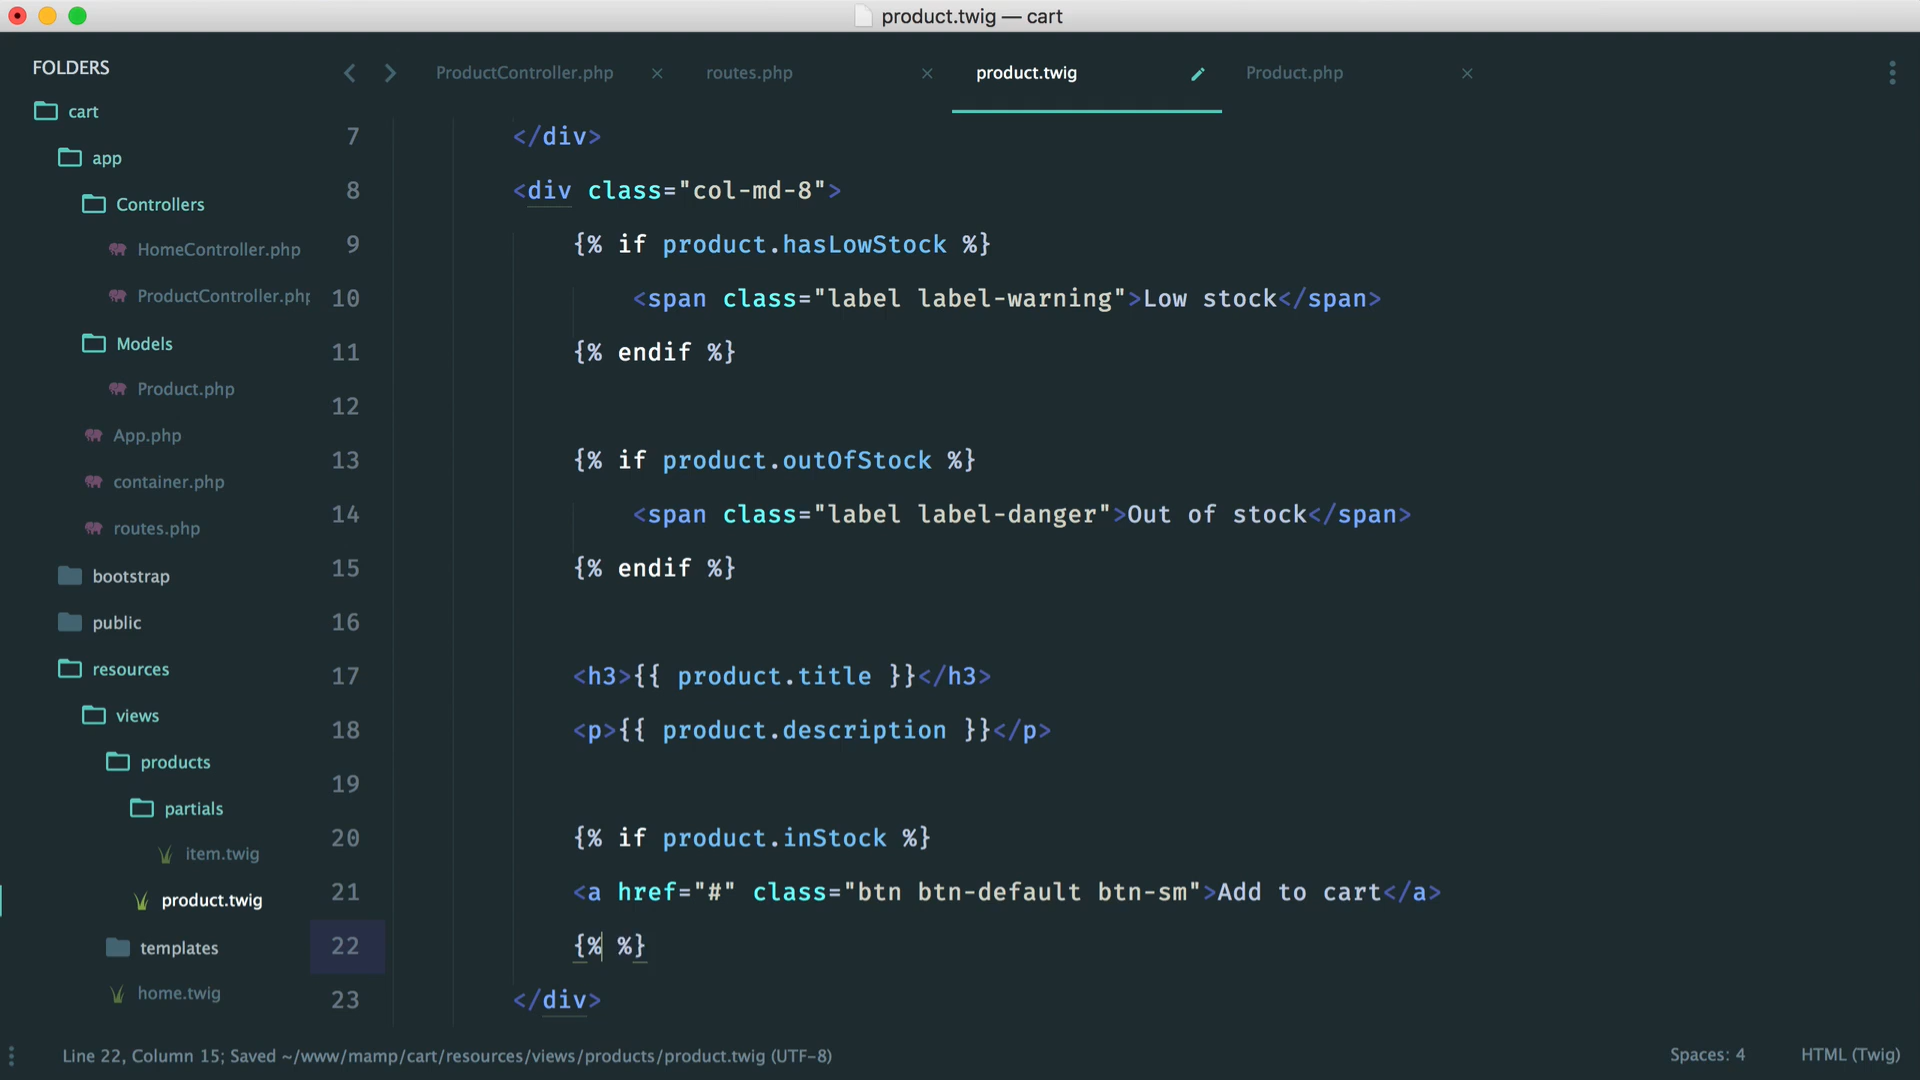 product.twig — cart
FOLDERS
cart
app
Controllers
HomeController.php
ProductController.php
Models
Product.php
App.php
container.php
routes.php
bootstrap
public
resources
views
products
partials
item.twig
product.twig
templates
home.twig
ProductController.php × routes.php × product.twig Product.php ×
7 </div>
8 <div class="col-md-8">
9 {% if product.hasLowStock %}
10 <span class="label label-warning">Low stock</span>
11 {% endif %}
12
13 {% if product.outOfStock %}
14 <span class="label label-danger">Out of stock</span>
15 {% endif %}
16
17 <h3>{{ product.title }}</h3>
18 <p>{{ product.description }}</p>
19
20 {% if product.inStock %}
21 <a href="#" class="btn btn-default btn-sm">Add to cart</a>
22 {% %}
23 </div>
Line 22, Column 15; Saved ~/www/mamp/cart/resources/views/products/product.twig (UTF-8)
Spaces: 4 HTML (Twig)